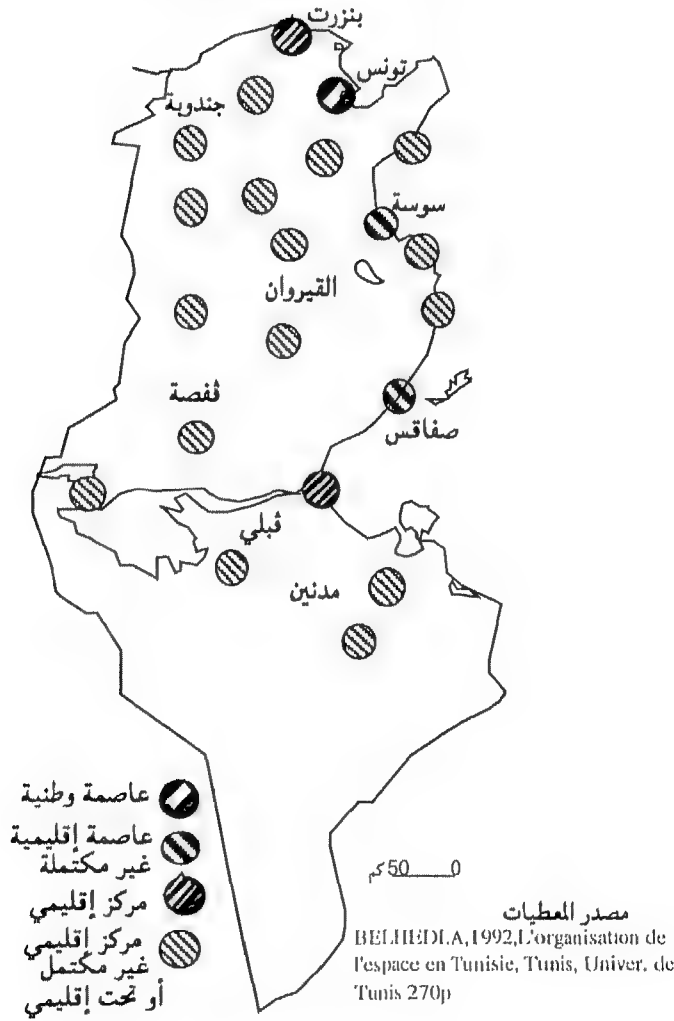 بنزرت
تونس
جندوبة
سوسة
القيروان
ڨفصة
صفاقس
ڨبلي
مدنين
عاصمة وطنية
عاصمة إقليمية
غير مكتملة
مركز إقليمي
مركز إقليمي
غير مكتمل
أو تحت إقليمي
0 50 كم
مصدر المعطيات
BELHEDI.A,1992,L'organisation de
l'espace en Tunisie, Tunis, Univer. de
Tunis 270p